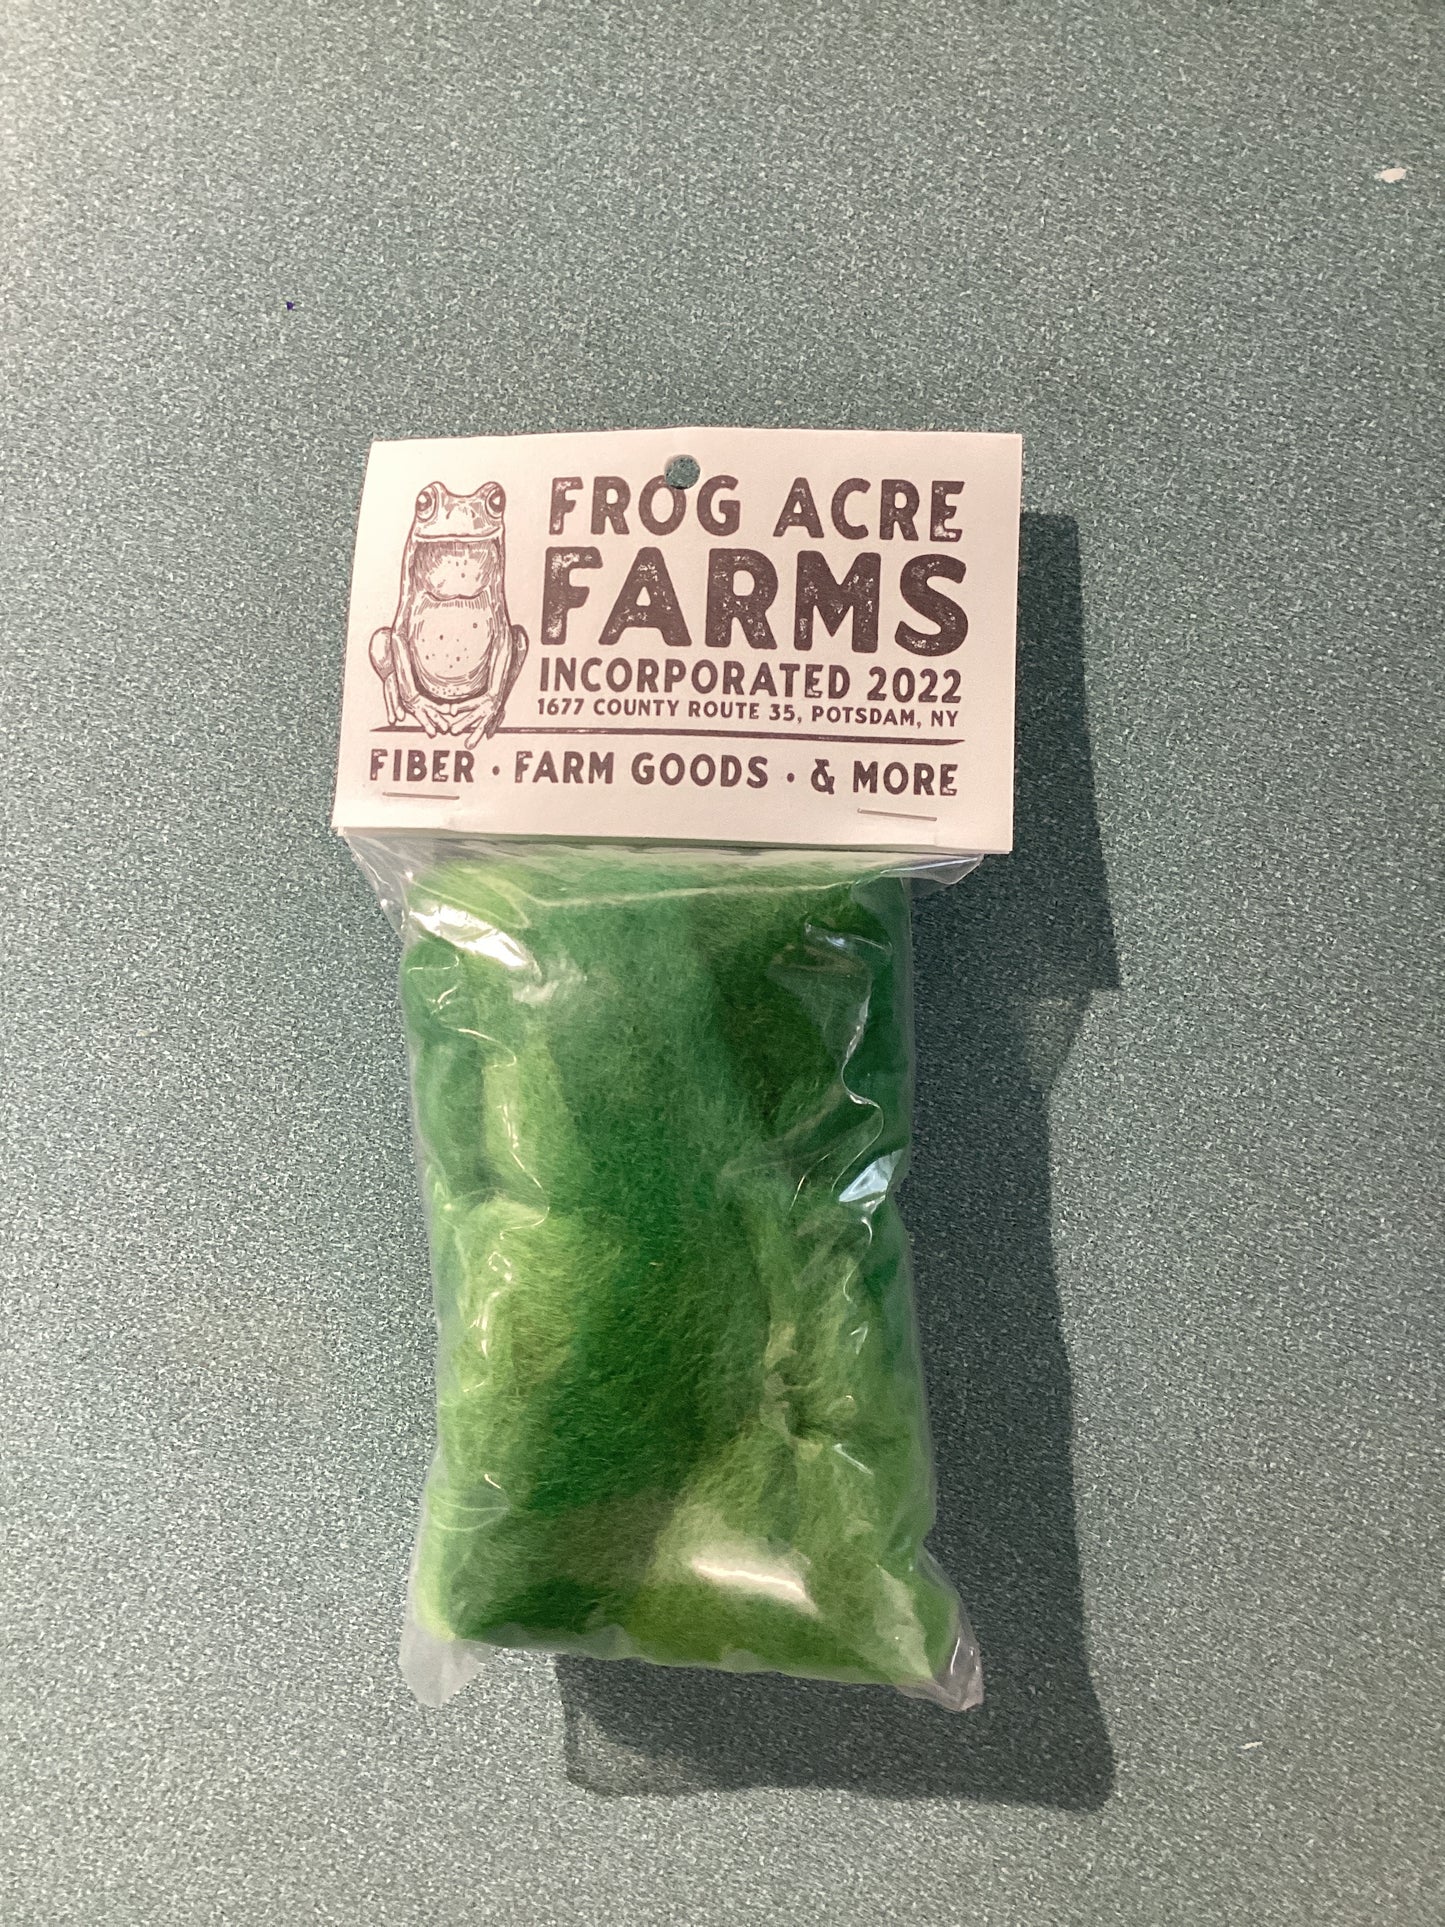 FROG ACRE
FARMS
INCORPORATED 2022
1677 COUNTY ROUTE 35, POTSDAM, NY
FIBER • FARM GOODS • & MORE